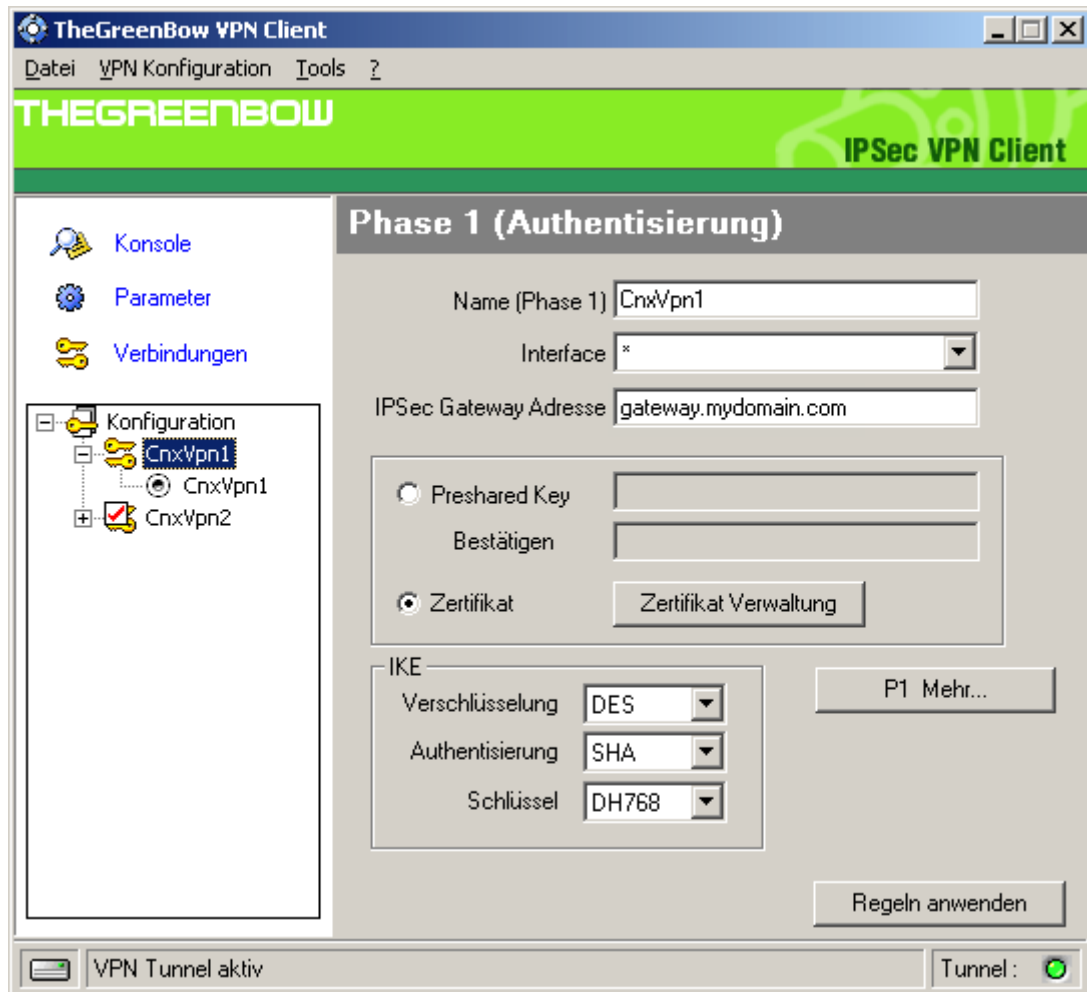 TheGreenBow VPN Client
Datei VPN Konfiguration Tools ?
THEGREENBOW
IPSec VPN Client
Konsole
Parameter
Verbindungen
Konfiguration
CnxVpn1
CnxVpn1
CnxVpn2
Phase 1 (Authentisierung)
Name (Phase 1) CnxVpn1
Interface *
IPSec Gateway Adresse gateway.mydomain.com
Preshared Key
Bestätigen
Zertifikat Zertifikat Verwaltung
IKE
Verschlüsselung DES
Authentisierung SHA
Schlüssel DH768
P1 Mehr...
Regeln anwenden
VPN Tunnel aktiv
Tunnel :